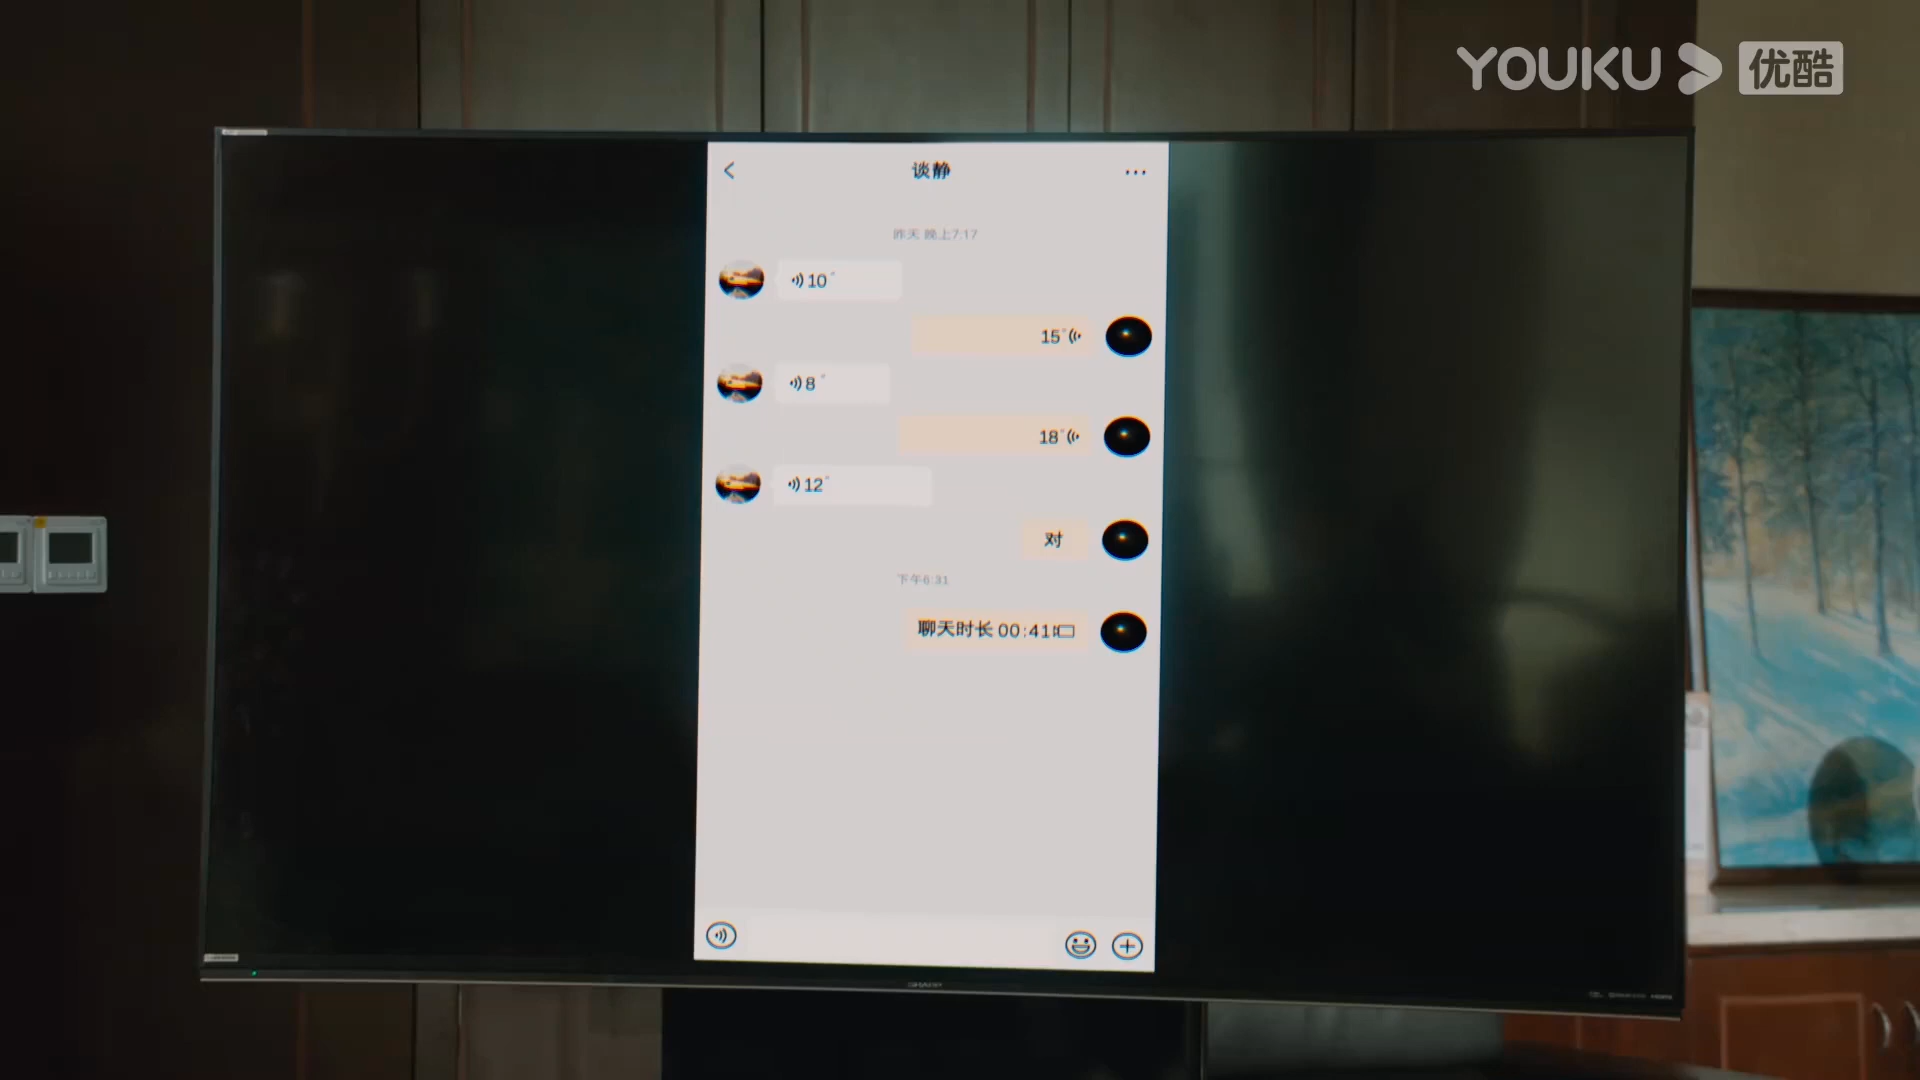 YOUKU 优酷
谈静
昨天 晚上7:17
10"
15"
8"
18"
12"
对
下午6:31
聊天时长 00:41
SHARP